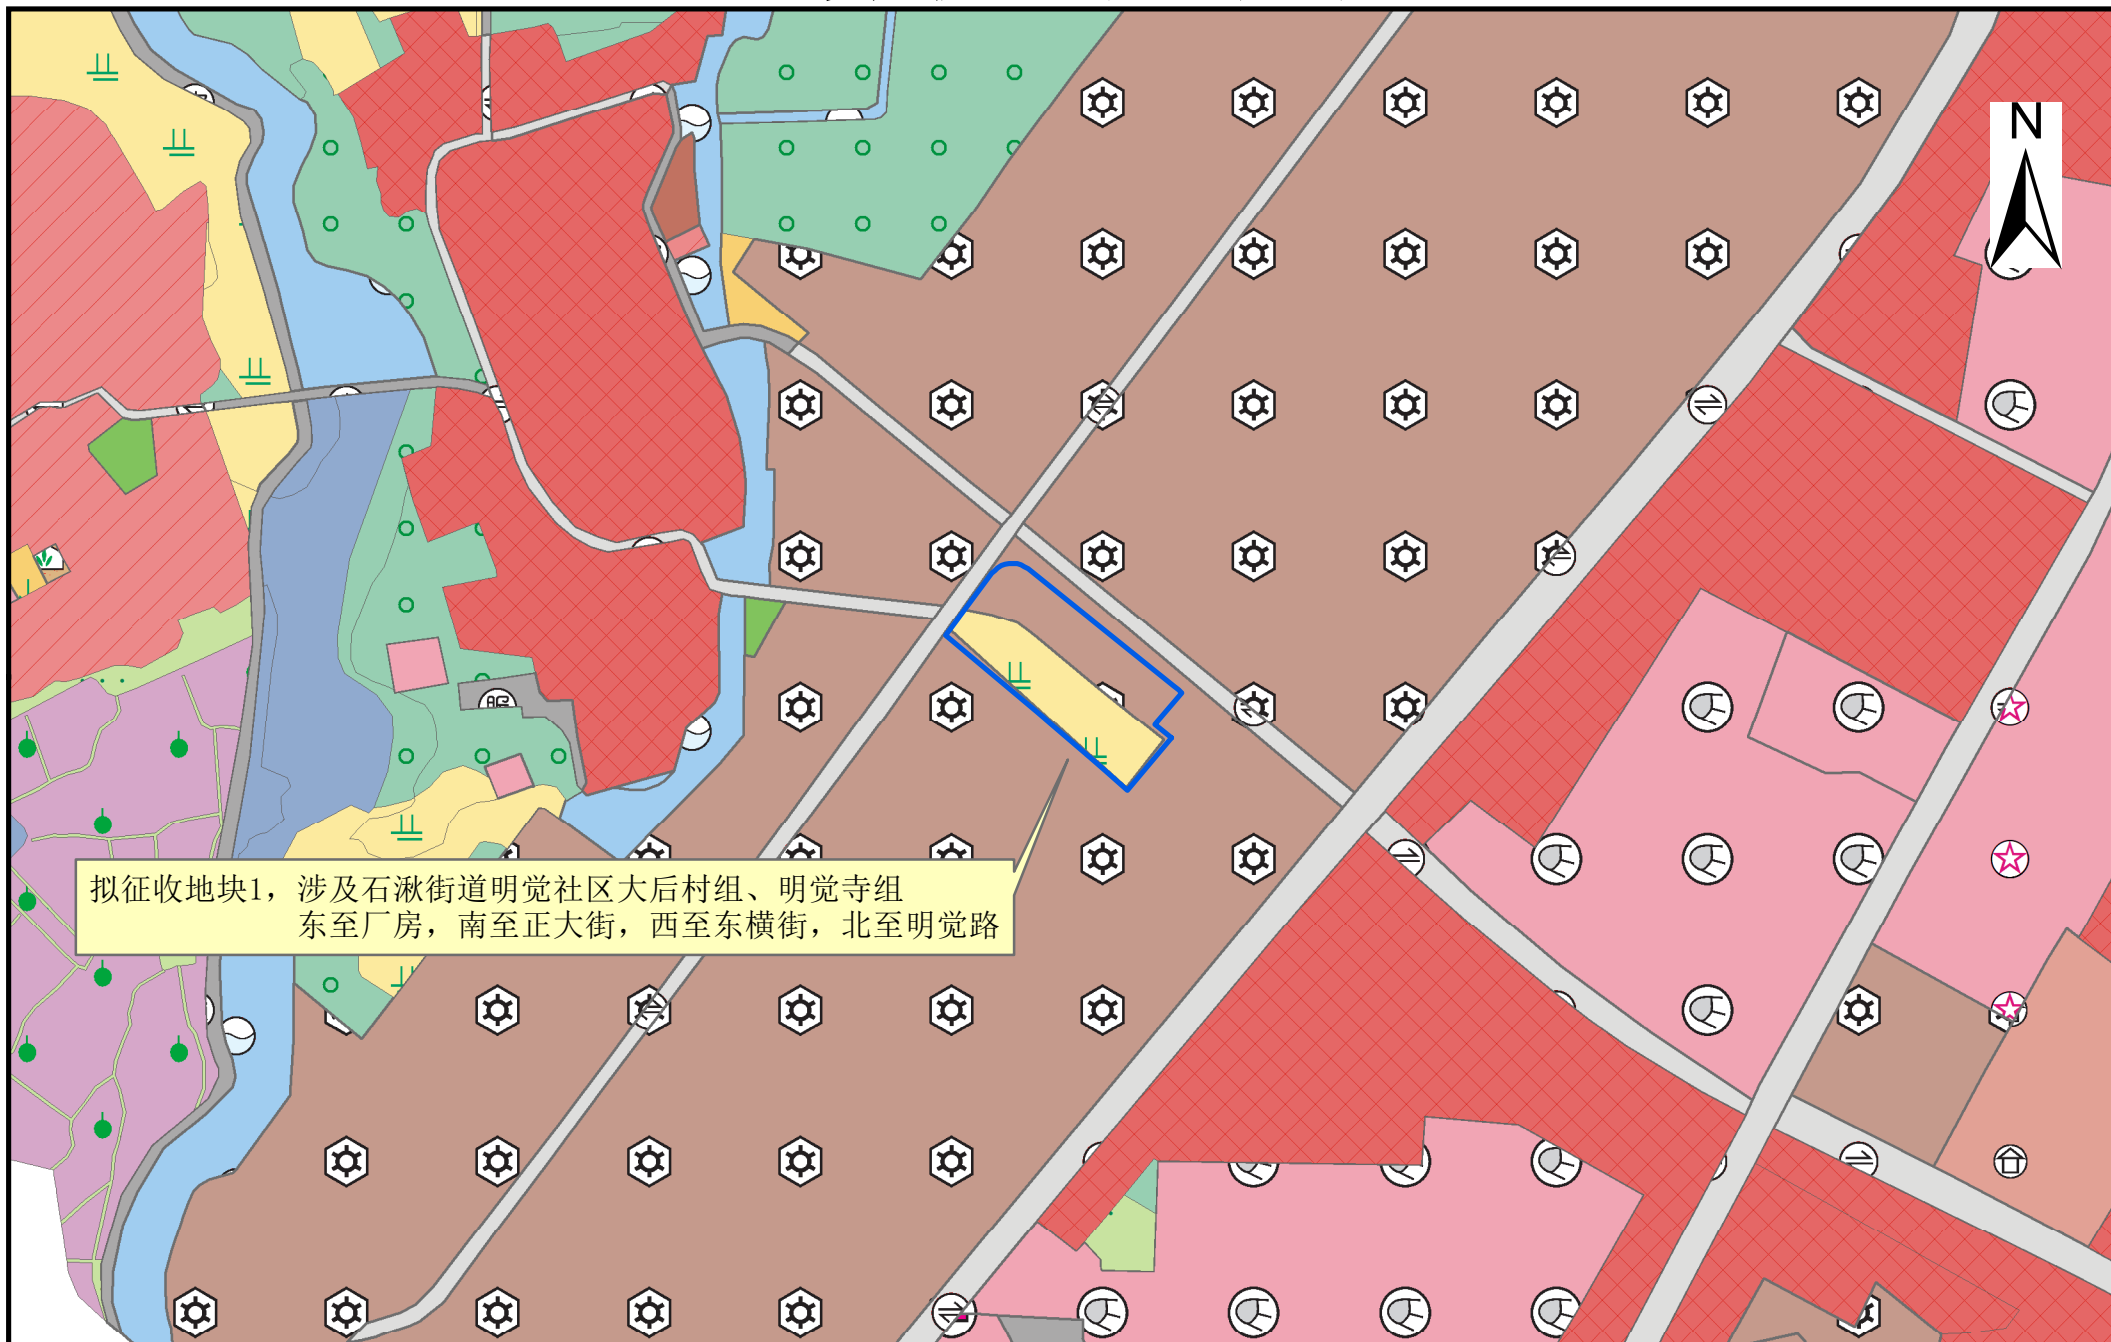 N
拟征收地块1，涉及石湫街道明觉社区大后村组、明觉寺组
东至厂房，南至正大街，西至东横街，北至明觉路